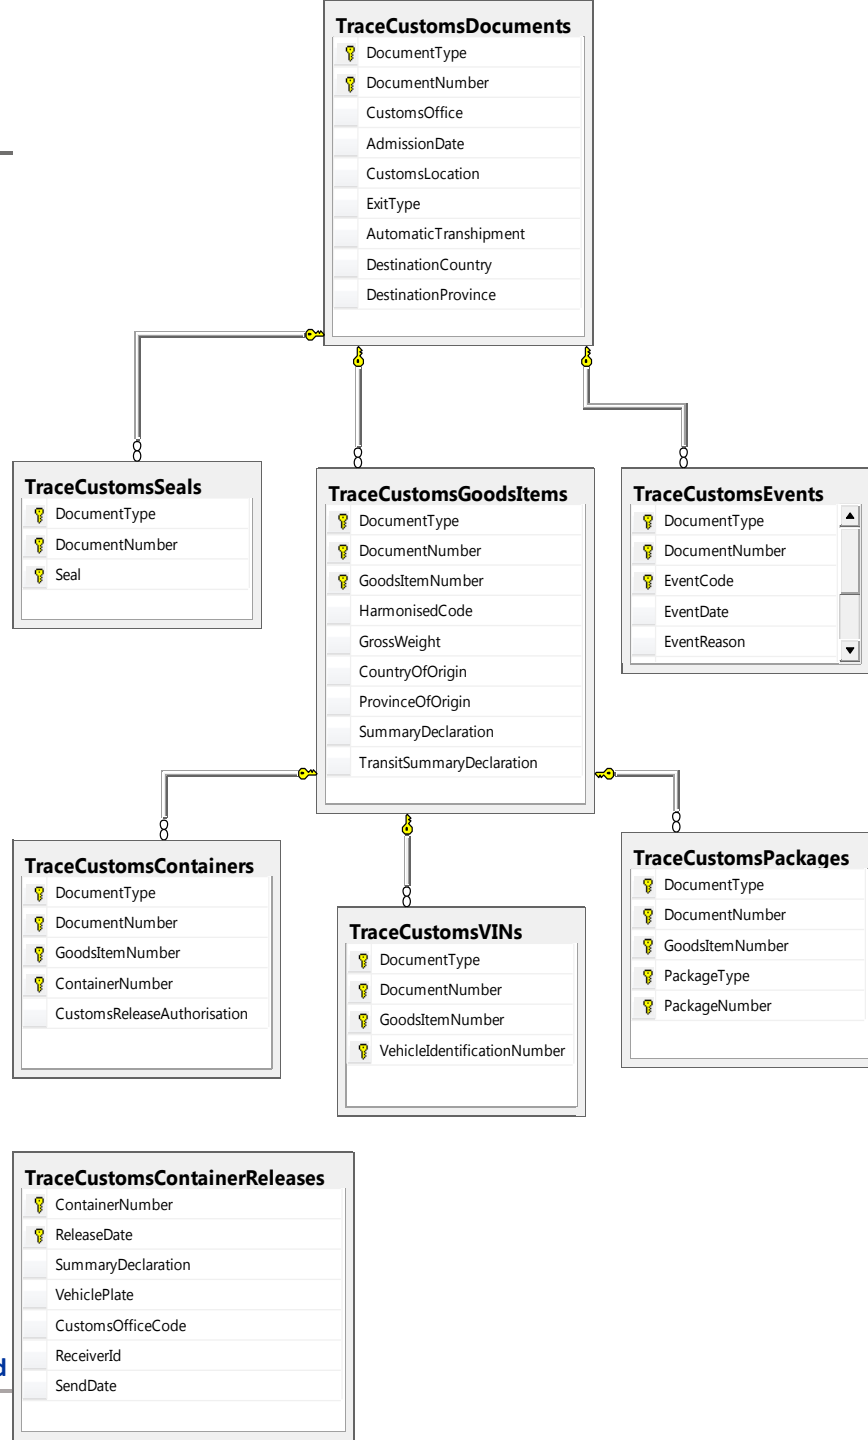 TraceCustomsDocuments
DocumentType
DocumentNumber
CustomsOffice
AdmissionDate
CustomsLocation
ExitType
AutomaticTranshipment
DestinationCountry
DestinationProvince
TraceCustomsSeals
DocumentType
DocumentNumber
Seal
TraceCustomsGoodsItems
DocumentType
DocumentNumber
GoodsItemNumber
HarmonisedCode
GrossWeight
CountryOfOrigin
ProvinceOfOrigin
SummaryDeclaration
TransitSummaryDeclaration
TraceCustomsEvents
DocumentType
DocumentNumber
EventCode
EventDate
EventReason
TraceCustomsContainers
DocumentType
DocumentNumber
GoodsItemNumber
ContainerNumber
CustomsReleaseAuthorisation
TraceCustomsVINs
DocumentType
DocumentNumber
GoodsItemNumber
VehicleIdentificationNumber
TraceCustomsPackages
DocumentType
DocumentNumber
GoodsItemNumber
PackageType
PackageNumber
TraceCustomsContainerReleases
ContainerNumber
ReleaseDate
SummaryDeclaration
VehiclePlate
CustomsOfficeCode
ReceiverId
SendDate
d